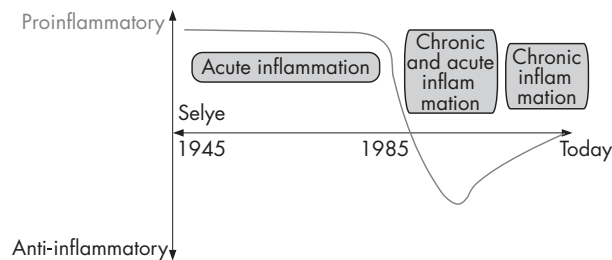 Proinflammatory
Acute inflammation
Chronic
and acute
inflam
mation
Chronic
inflam
mation
Selye
1945
1985
Today
Anti-inflammatory